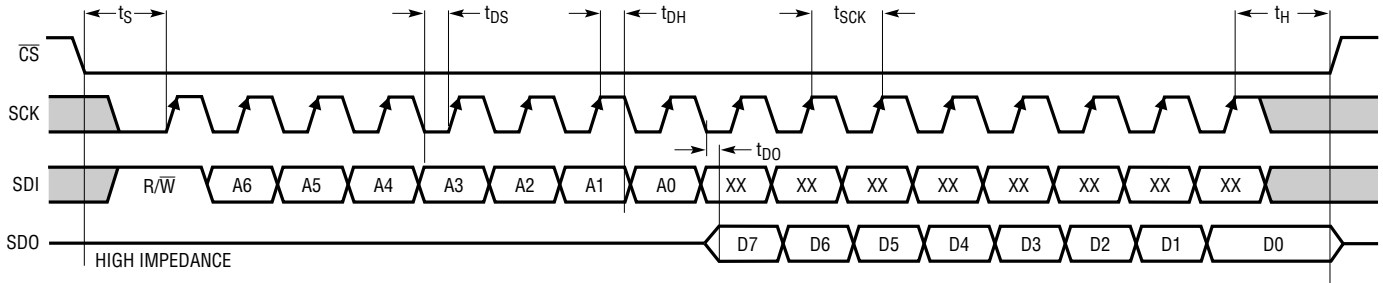 tS tDS tDH tSCK tH
CS
SCK
tDO
SDI R/W A6 A5 A4 A3 A2 A1 A0 XX XX XX XX XX XX XX XX
SDO D7 D6 D5 D4 D3 D2 D1 D0
HIGH IMPEDANCE